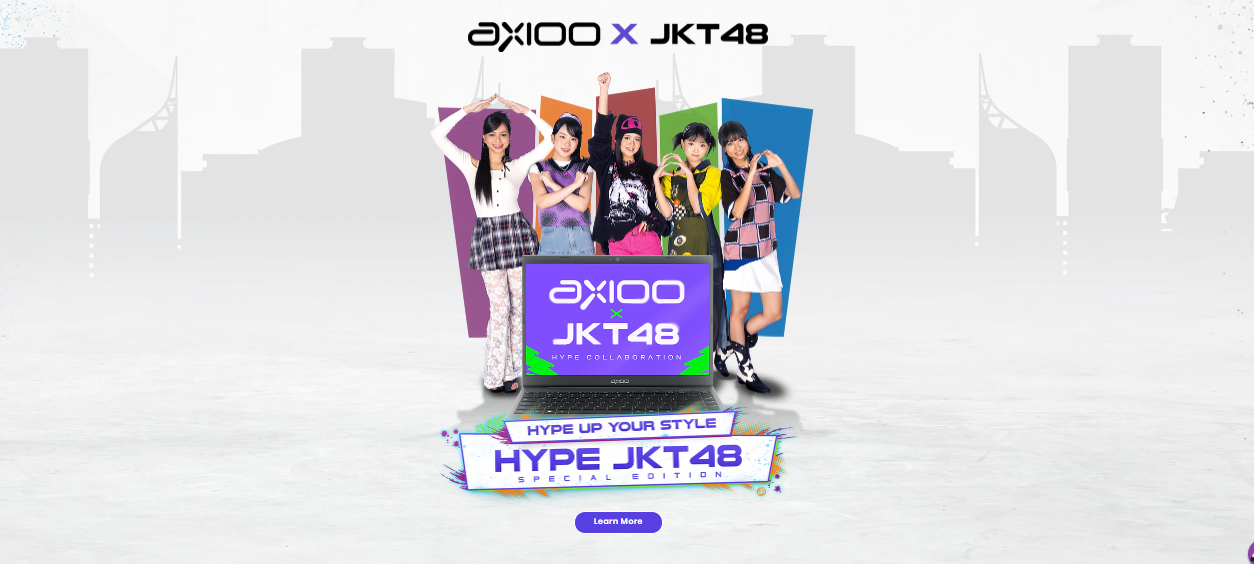 axioo X JKT48
axioo
X
JKT48
HYPE COLLABORATION
axioo
HYPE UP YOUR STYLE
HYPE JKT48
SPECIAL EDITION
Learn More